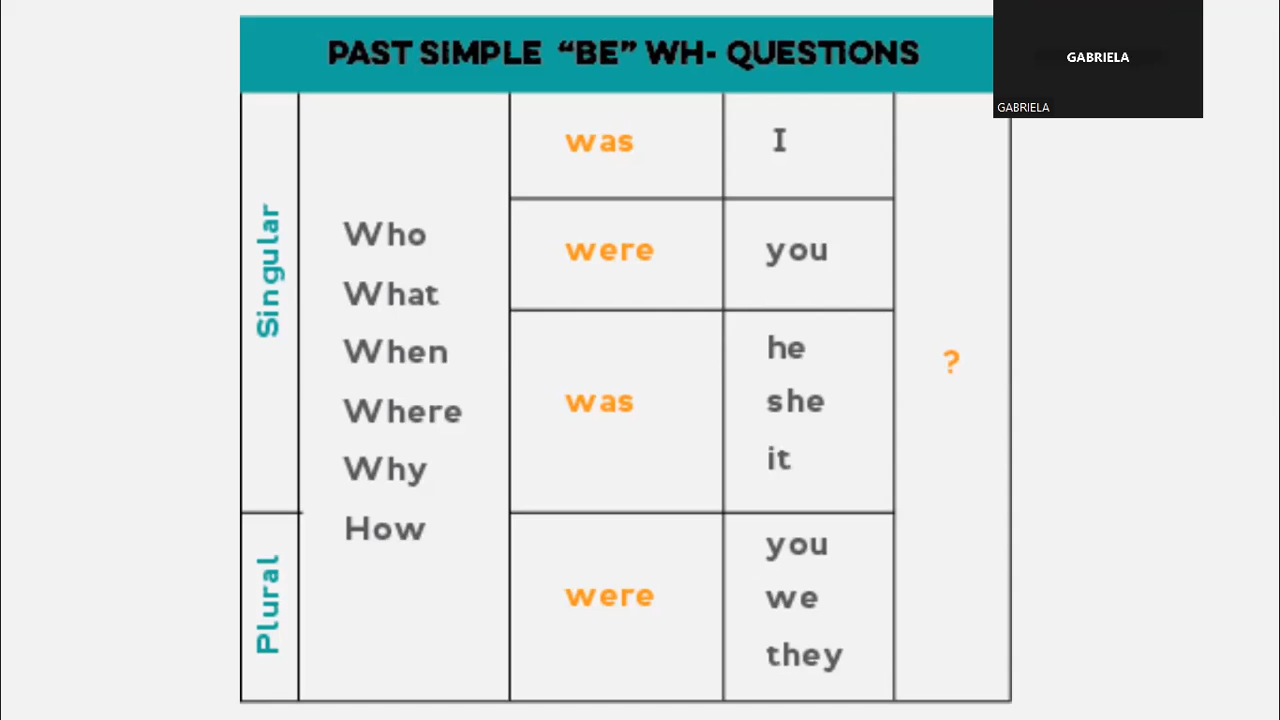 PAST SIMPLE “BE” WH- QUESTIONS
GABRIELA
GABRIELA
Singular
Who
What
When
Where
Why
How
was
I
were
you
was
he
she
it
?
Plural
were
you
we
they